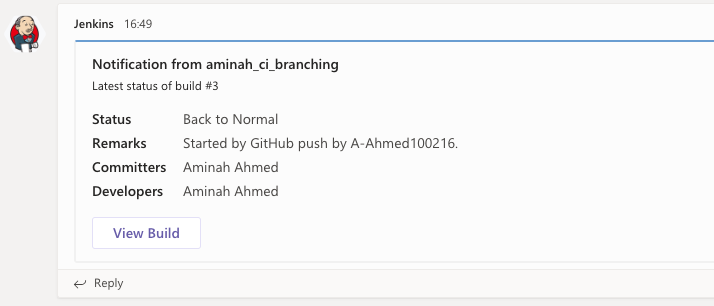 Jenkins 16:49
Notification from aminah_ci_branching
Latest status of build #3
Status Back to Normal
Remarks Started by GitHub push by A-Ahmed100216.
Committers Aminah Ahmed
Developers Aminah Ahmed
View Build
Reply